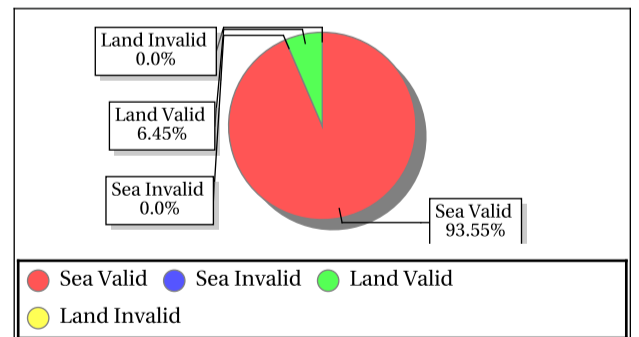 Land Invalid
0.0%
Land Valid
6.45%
Sea Invalid
0.0%
Sea Valid
93.55%
Sea Valid Sea Invalid Land Valid
Land Invalid